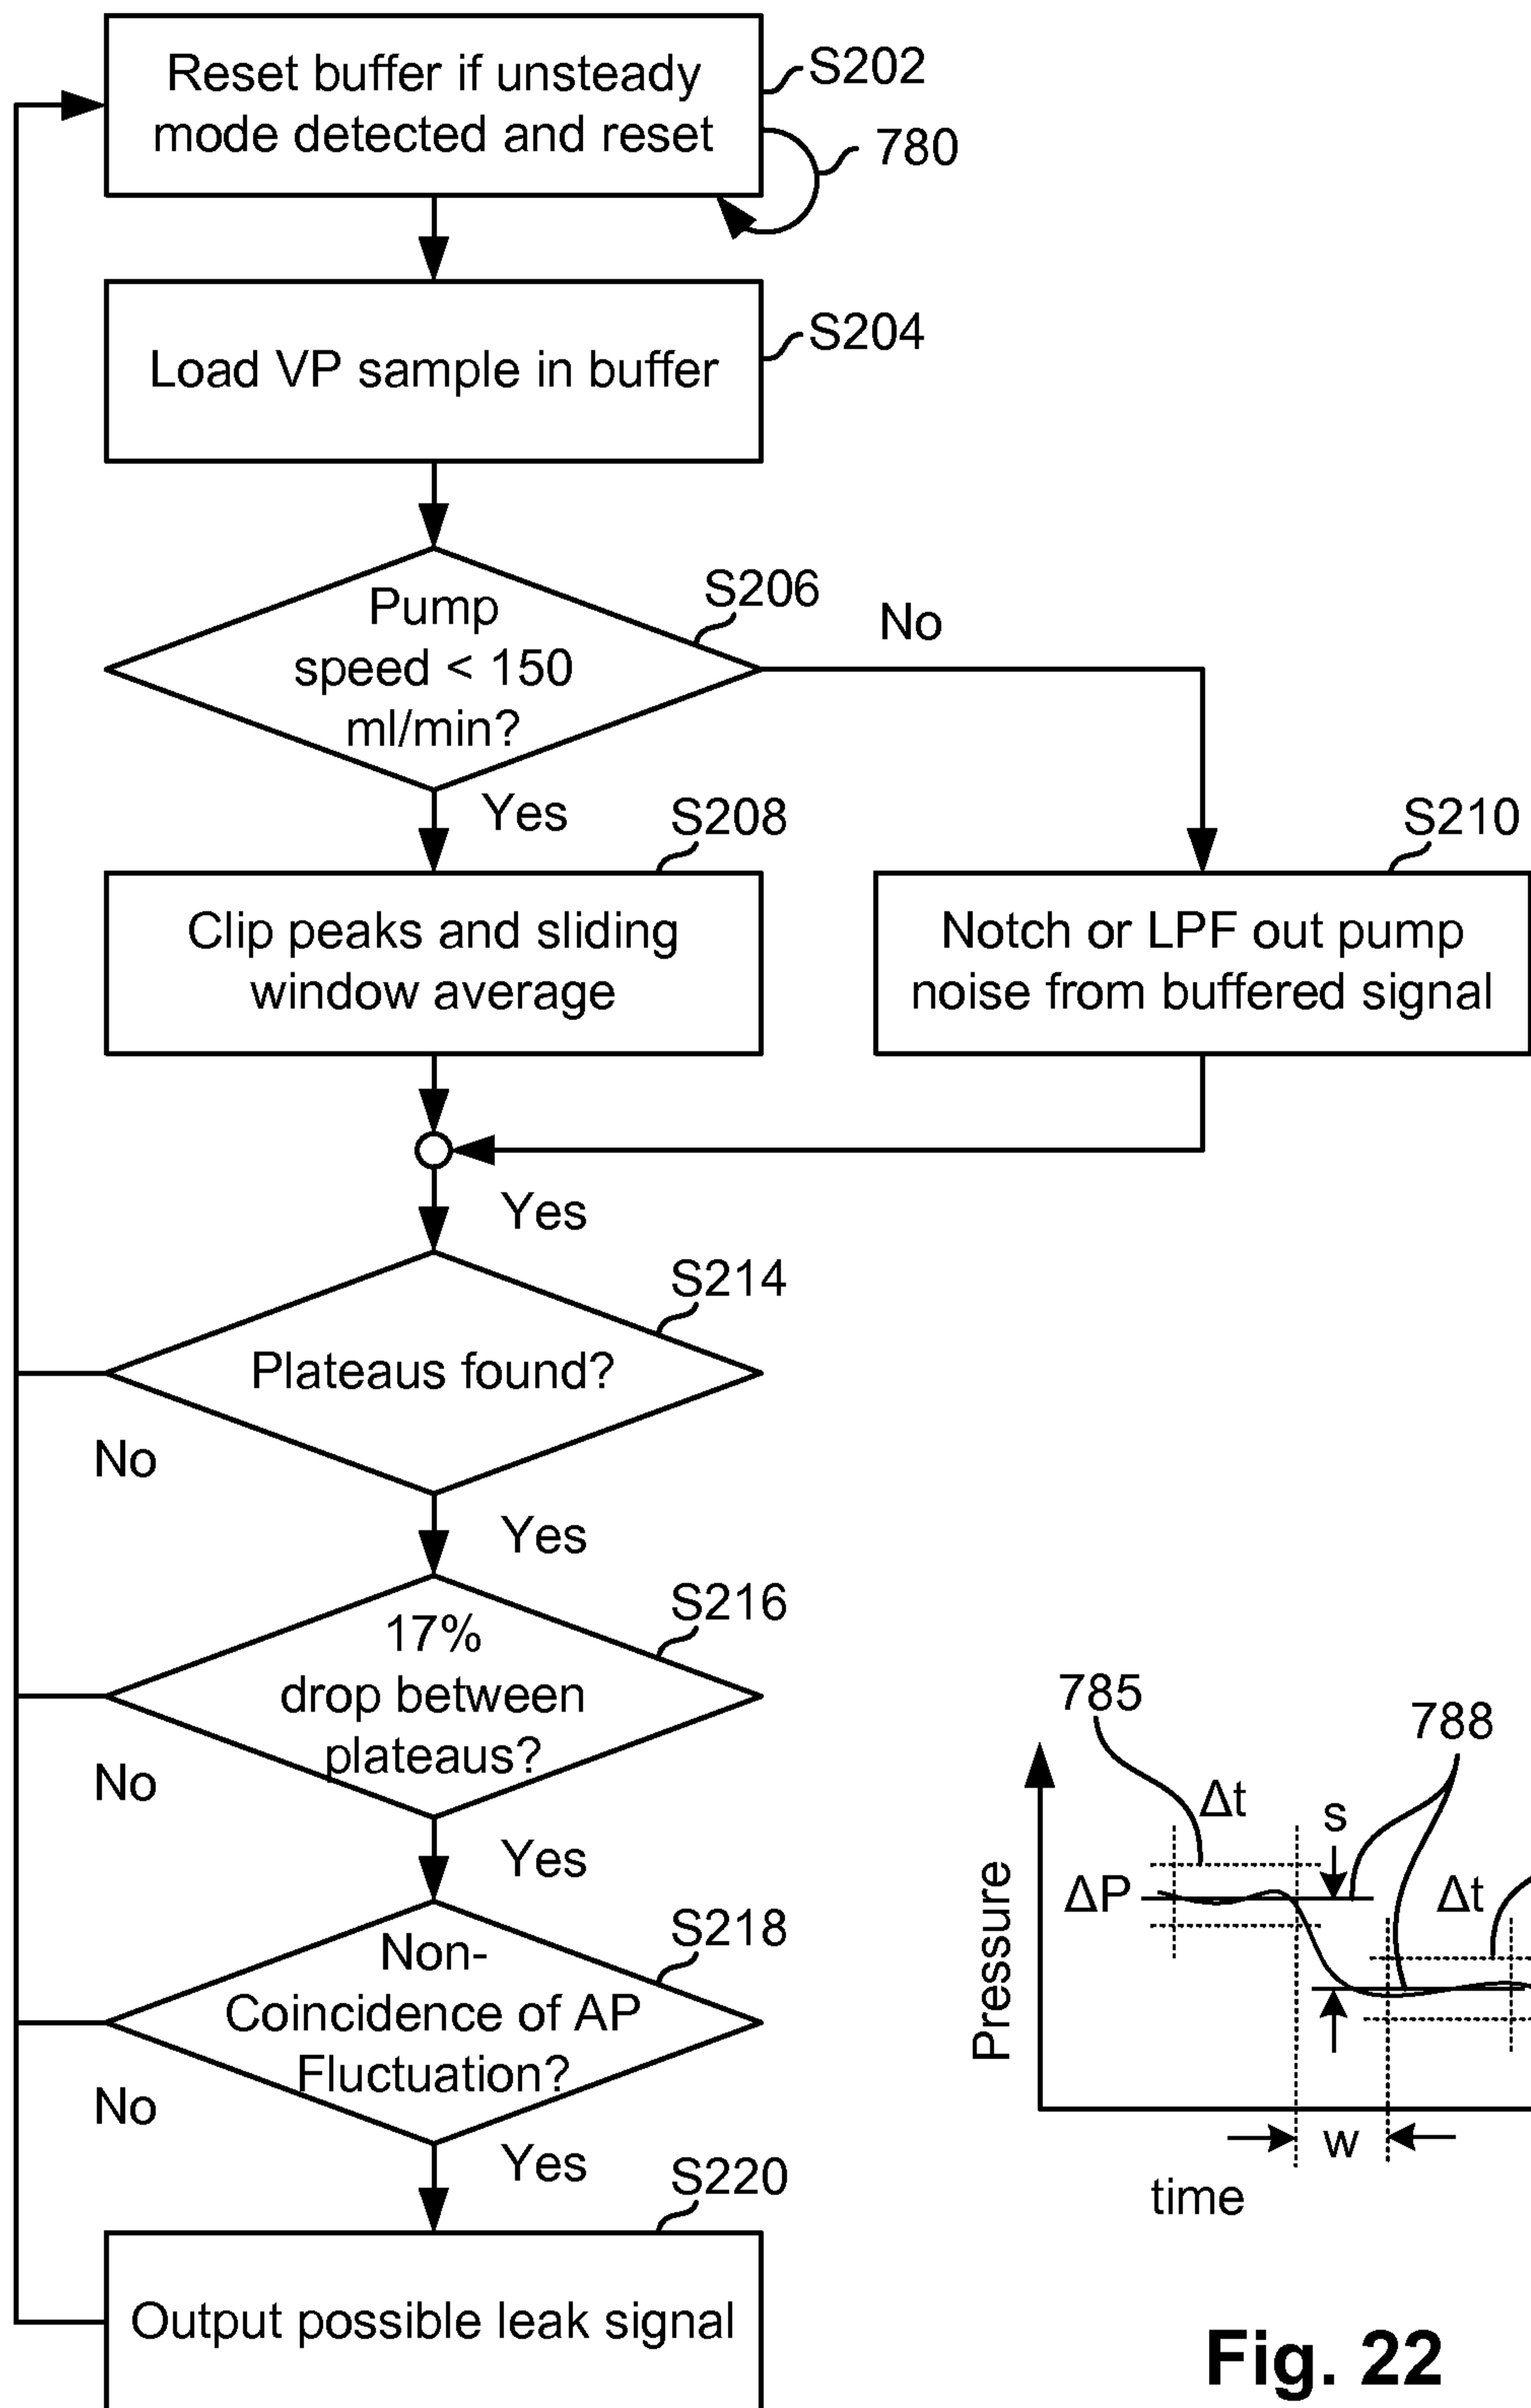 Reset buffer if unsteady
mode detected and reset
S202
780
Load VP sample in buffer
S204
Pump
speed < 150
ml/min?
S206
No
Yes
S208
S210
Clip peaks and sliding
window average
Notch or LPF out pump
noise from buffered signal
Yes
S214
Plateaus found?
No
Yes
S216
17%
drop between
plateaus?
No
Yes
S218
Non-
Coincidence of AP
Fluctuation?
No
Yes
S220
Output possible leak signal
785
788
Δt
s
ΔP
Δt
Pressure
w
time
Fig. 22